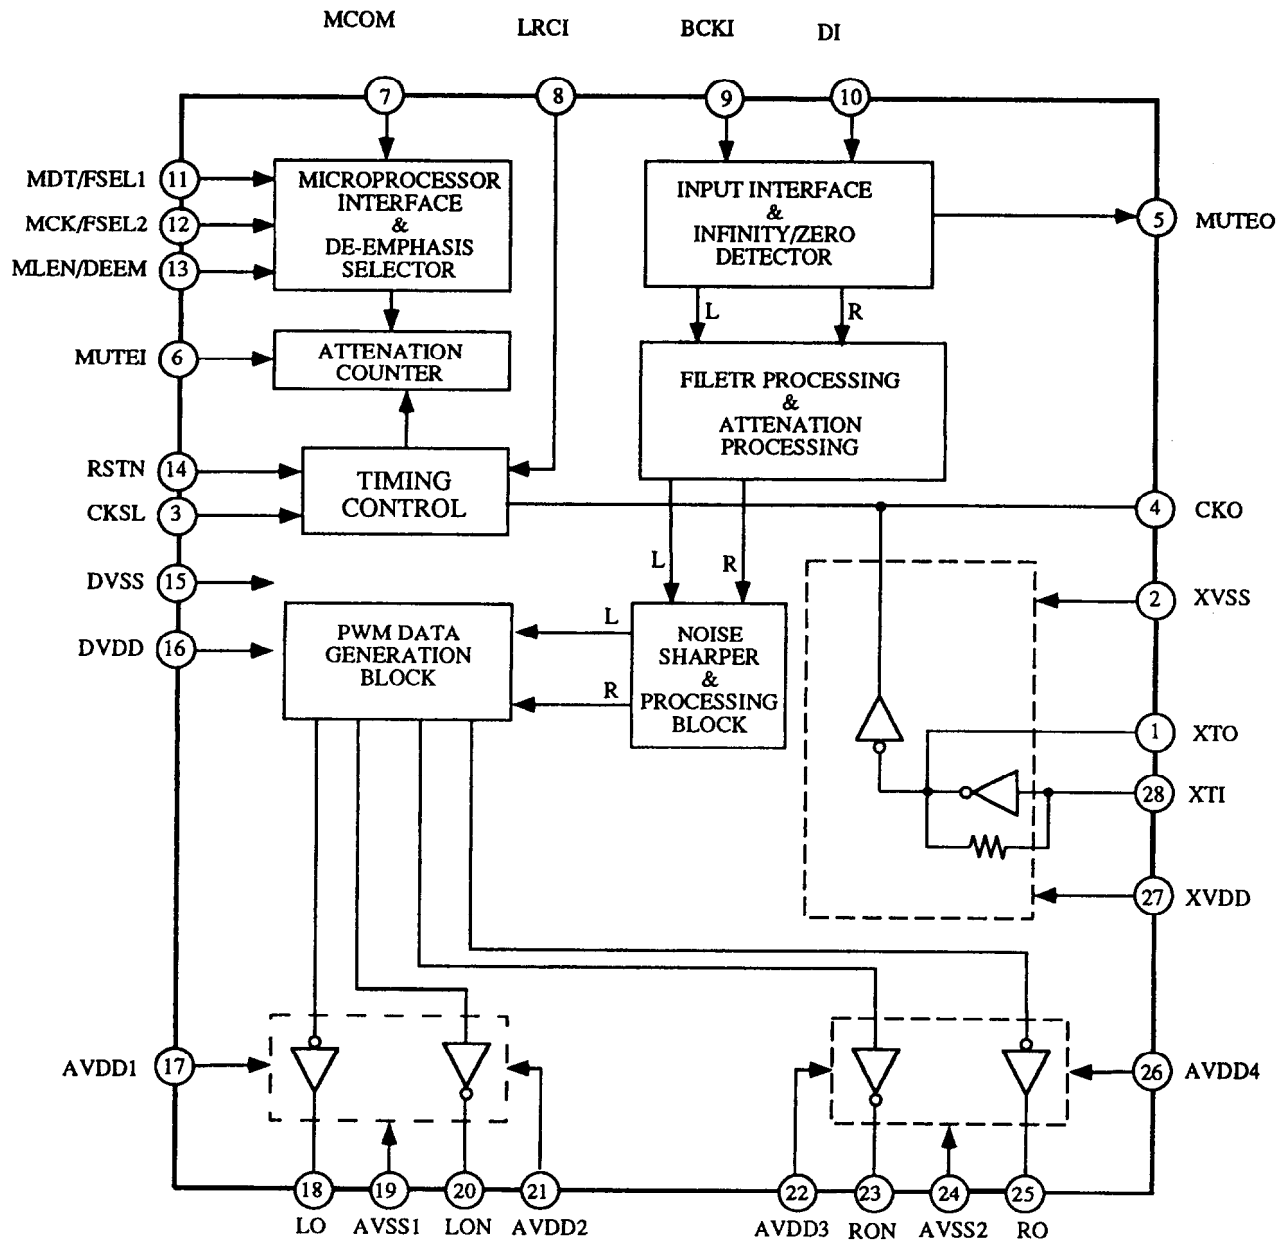 MCOM
LRCI
BCKI
DI
7
8
9
10
MDT/FSEL1
11
MCK/FSEL2
12
MLEN/DEEM
13
MICROPROCESSOR
INTERFACE
&
DE-EMPHASIS
SELECTOR
INPUT INTERFACE
&
INFINITY/ZERO
DETECTOR
5
MUTEO
L
R
MUTEI
6
ATTENATION
COUNTER
FILETR PROCESSING
&
ATTENATION
PROCESSING
RSTN
14
CKSL
3
TIMING
CONTROL
4
CKO
L
R
DVSS
15
DVDD
16
2
XVSS
PWM DATA
GENERATION
BLOCK
L
R
NOISE
SHARPER
&
PROCESSING
BLOCK
1
XTO
28
XTI
27
XVDD
AVDD1
17
26
AVDD4
18
19
20
21
22
23
24
25
LO
AVSS1
LON
AVDD2
AVDD3
RON
AVSS2
RO